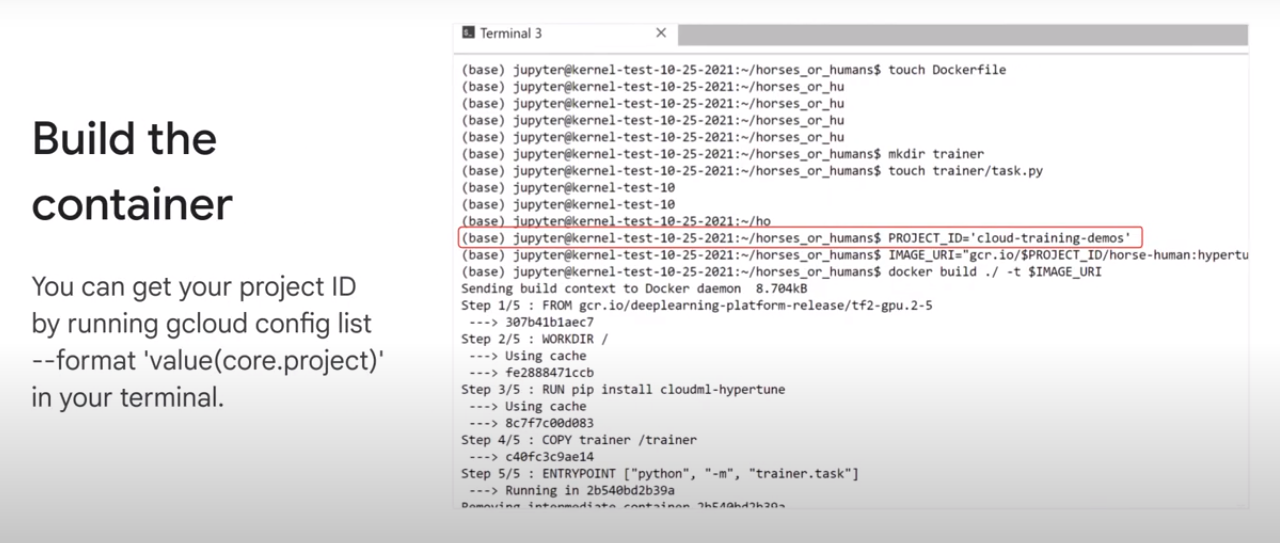 Build the
container
You can get your project ID
by running gcloud config list
--format 'value(core.project)'
in your terminal.
Terminal 3
(base) jupyter@kernel-test-10-25-2021:~/horses_or_humans$ touch Dockerfile
(base) jupyter@kernel-test-10-25-2021:~/horses_or_hu
(base) jupyter@kernel-test-10-25-2021:~/horses_or_hu
(base) jupyter@kernel-test-10-25-2021:~/horses_or_hu
(base) jupyter@kernel-test-10-25-2021:~/horses_or_hu
(base) jupyter@kernel-test-10-25-2021:~/horses_or_humans$ mkdir trainer
(base) jupyter@kernel-test-10-25-2021:~/horses_or_humans$ touch trainer/task.py
(base) jupyter@kernel-test-10
(base) jupyter@kernel-test-10
(base) jupyter@kernel-test-10-25-2021:~/ho
(base) jupyter@kernel-test-10-25-2021:~/horses_or_humans$ PROJECT_ID='cloud-training-demos'
(base) jupyter@kernel-test-10-25-2021:~/horses_or_humans$ IMAGE_URI="gcr.io/$PROJECT_ID/horse-human:hypertu
(base) jupyter@kernel-test-10-25-2021:~/horses_or_humans$ docker build ./ -t $IMAGE_URI
Sending build context to Docker daemon 8.704kB
Step 1/5 : FROM gcr.io/deeplearning-platform-release/tf2-gpu.2-5
---> 307b41b1aec7
Step 2/5 : WORKDIR /
---> Using cache
---> fe2888471ccb
Step 3/5 : RUN pip install cloudml-hypertune
---> Using cache
---> 8c7f7c00d083
Step 4/5 : COPY trainer /trainer
---> c40fc3c9ae14
Step 5/5 : ENTRYPOINT ["python", "-m", "trainer.task"]
---> Running in 2b540bd2b39a
Removing intermediate container 2b540bd2b39a